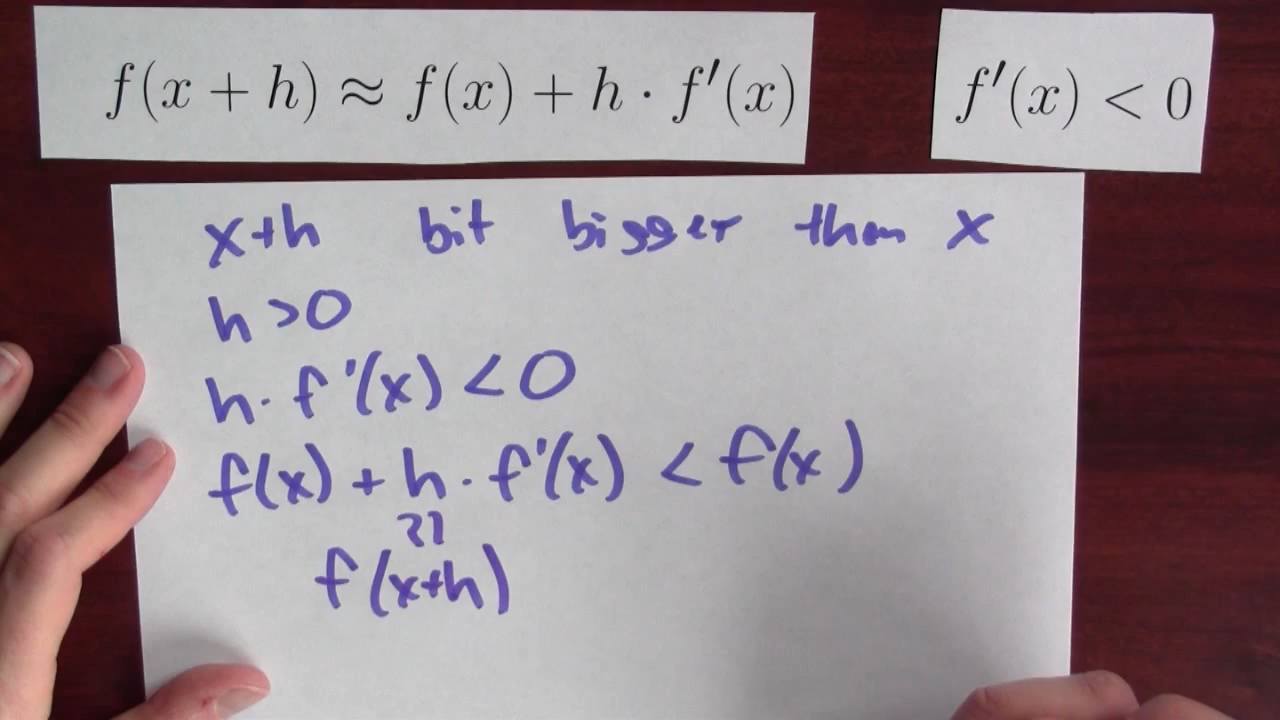 f(x + h) ≈ f(x) + h · f′(x)
f′(x) < 0
x+h bit bigger than x
h >0
h · f '(x) < 0
f(x) + h · f '(x) < f(x)
≈
f(x+h)